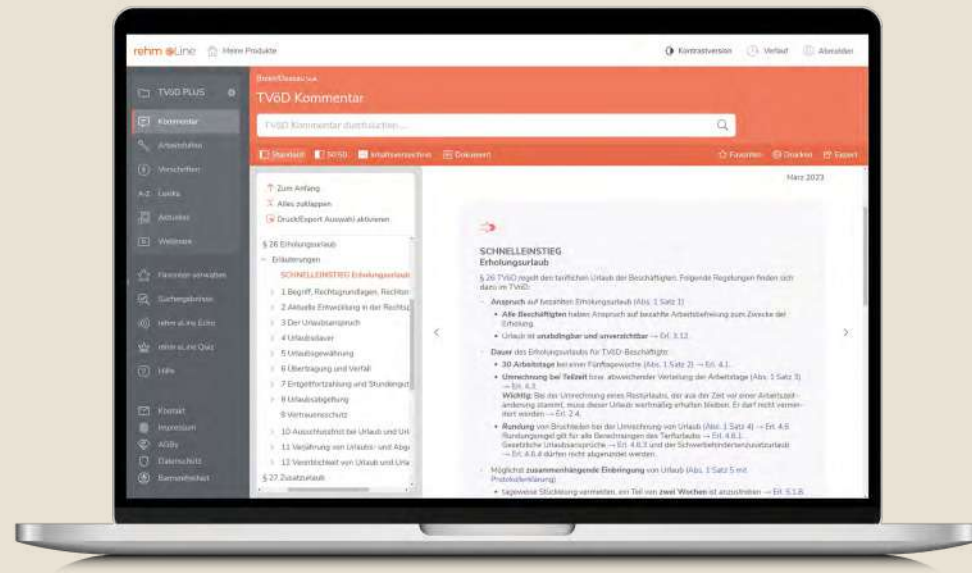 rehm eLine Meine Produkte
Kontrastversion Verlauf Abmelden
TVöD PLUS
Kommentar
Arbeitshilfen
Vorschriften
A-Z Lexika
Aktuelles
Webinare
Favoriten verwalten
Suchergebnisse
rehm eLine Echo
rehm eLine Quiz
Hilfe
Kontakt
Impressum
AGBs
Datenschutz
Barrierefreiheit
TVöD Kommentar
TVöD Kommentar durchsuchen...
Standard 50:50 Inhaltsverzeichnis Dokument
Favoriten Drucken Export
Zum Anfang
Alles zuklappen
Druck/Export Auswahl aktivieren
§ 26 Erholungsurlaub
Erläuterungen
SCHNELLEINSTIEG Erholungsurlaub
1 Begriff, Rechtsgrundlagen, Rechtsn
2 Aktuelle Entwicklung in der Rechtsp
3 Der Urlaubsanspruch
4 Urlaubsdauer
5 Urlaubsgewährung
6 Übertragung und Verfall
7 Entgeltfortzahlung und Stundengut
8 Urlaubsabgeltung
9 Vertrauensschutz
10 Ausschlussfrist bei Urlaub und Url
11 Verjährung von Urlaubs- und Abge
12 Vererblichkeit von Urlaub und Urla
§ 27 Zusatzurlaub
März 2023
SCHNELLEINSTIEG
Erholungsurlaub
§ 26 TVöD regelt den tariflichen Urlaub der Beschäftigten. Folgende Regelungen finden sich
dazu im TVöD:
- Anspruch auf bezahlten Erholungsurlaub (Abs. 1 Satz 1)
• Alle Beschäftigten haben Anspruch auf bezahlte Arbeitsbefreiung zum Zwecke der
Erholung.
• Urlaub ist unabdingbar und unverzichtbar → Erl. 3.12.
- Dauer des Erholungsurlaubs für TVöD-Beschäftigte:
• 30 Arbeitstage bei einer Fünftagewoche (Abs. 1 Satz 2) → Erl. 4.1.
• Umrechnung bei Teilzeit bzw. abweichender Verteilung der Arbeitstage (Abs. 1 Satz 3)
→ Erl. 4.3.
Wichtig: Bei der Umrechnung eines Resturlaubs, der aus der Zeit vor einer Arbeitszeit-
änderung stammt, muss dieser Urlaub wertmäßig erhalten bleiben. Er darf nicht vermin-
dert werden → Erl. 2.4.
• Rundung von Bruchteilen bei der Umrechnung von Urlaub (Abs. 1 Satz 4) → Erl. 4.6
Rundungsregel gilt für alle Berechnungen des Tarifurlaubs → Erl. 4.6.1.
Gesetzliche Urlaubsansprüche → Erl. 4.6.3 und der Schwerbehindertenzusatzurlaub
→ Erl. 4.6.4 dürfen nicht abgerundet werden.
- Möglichst zusammenhängende Einbringung von Urlaub (Abs. 1 Satz 5 mit
Protokollerklärung)
• tageweise Stückelung vermeiden, ein Teil von zwei Wochen ist anzustreben → Erl. 5.1.8.